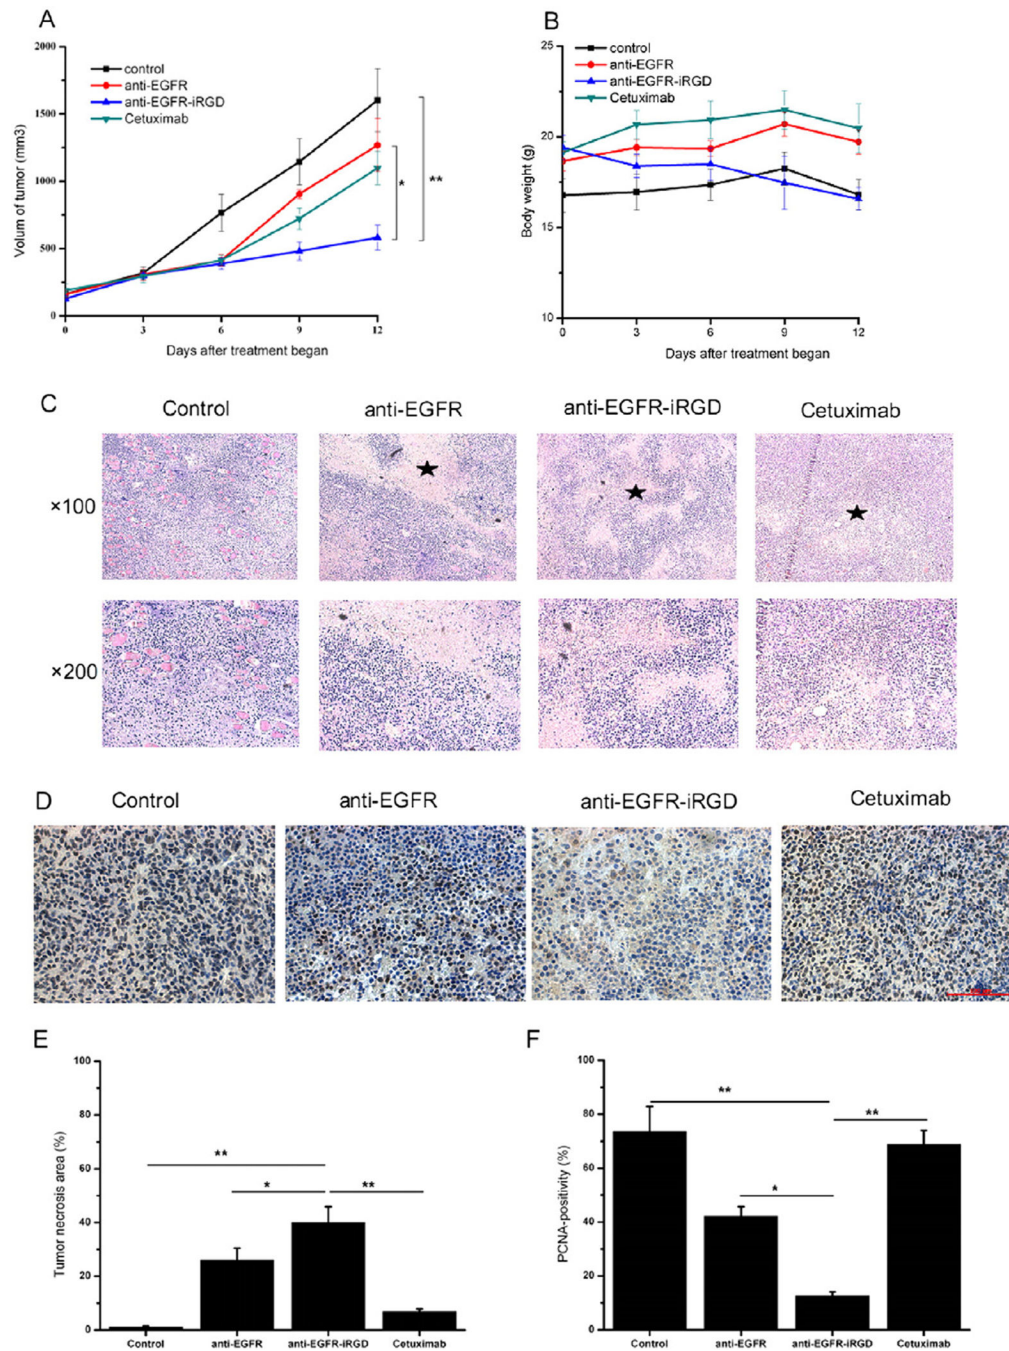 A
2000
1500
1000
500
0
Volum of tumor (mm3)
control
anti-EGFR
anti-EGFR-iRGD
Cetuximab
*
**
0 3 6 9 12
Days after treatment began
B
25
20
15
10
Body weight (g)
control
anti-EGFR
anti-EGFR-iRGD
Cetuximab
0 3 6 9 12
Days after treatment began
C
Control anti-EGFR anti-EGFR-iRGD Cetuximab
×100
×200
D
Control anti-EGFR anti-EGFR-iRGD Cetuximab
E
100
80
60
40
20
0
Tumor necrosis area (%)
**
* **
Control anti-EGFR anti-EGFR-iRGD Cetuximab
F
100
80
60
40
20
0
PCNA-positivity (%)
**
**
*
Control anti-EGFR anti-EGFR-iRGD Cetuximab